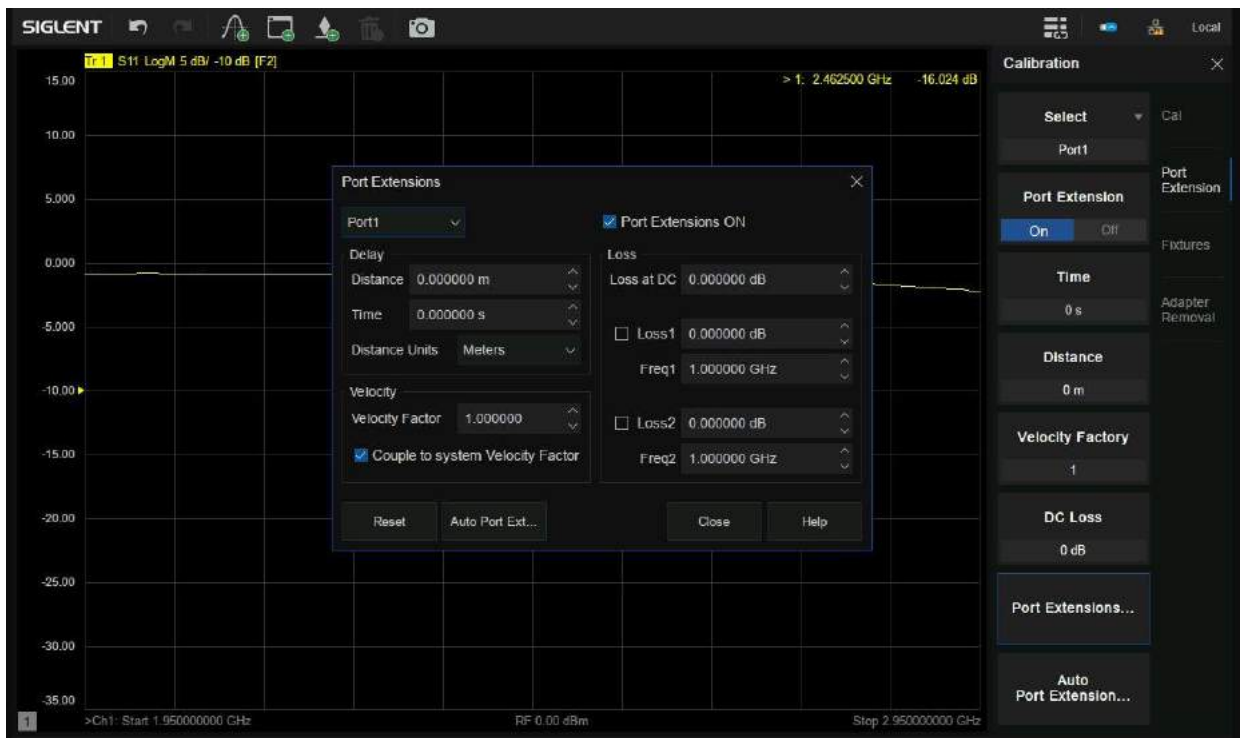 SIGLENT
Local
Tr 1 S11 LogM 5 dB/ -10 dB [F2]
> 1: 2.462500 GHz -16.024 dB
15.00
10.00
5.000
0.000
-5.000
-10.00
-15.00
-20.00
-25.00
-30.00
-35.00
1
>Ch1: Start 1.950000000 GHz
RF 0.00 dBm
Stop 2.950000000 GHz
Port Extensions
Port1
Port Extensions ON
Delay
Distance 0.000000 m
Time 0.000000 s
Distance Units Meters
Velocity
Velocity Factor 1.000000
Couple to system Velocity Factor
Loss
Loss at DC 0.000000 dB
Loss1 0.000000 dB
Freq1 1.000000 GHz
Loss2 0.000000 dB
Freq2 1.000000 GHz
Reset
Auto Port Ext...
Close
Help
Calibration
Select
Port1
Port Extension
On Off
Time
0 s
Distance
0 m
Velocity Factory
1
DC Loss
0 dB
Port Extensions...
Auto
Port Extension...
Cal
Port
Extension
Fixtures
Adapter
Removal